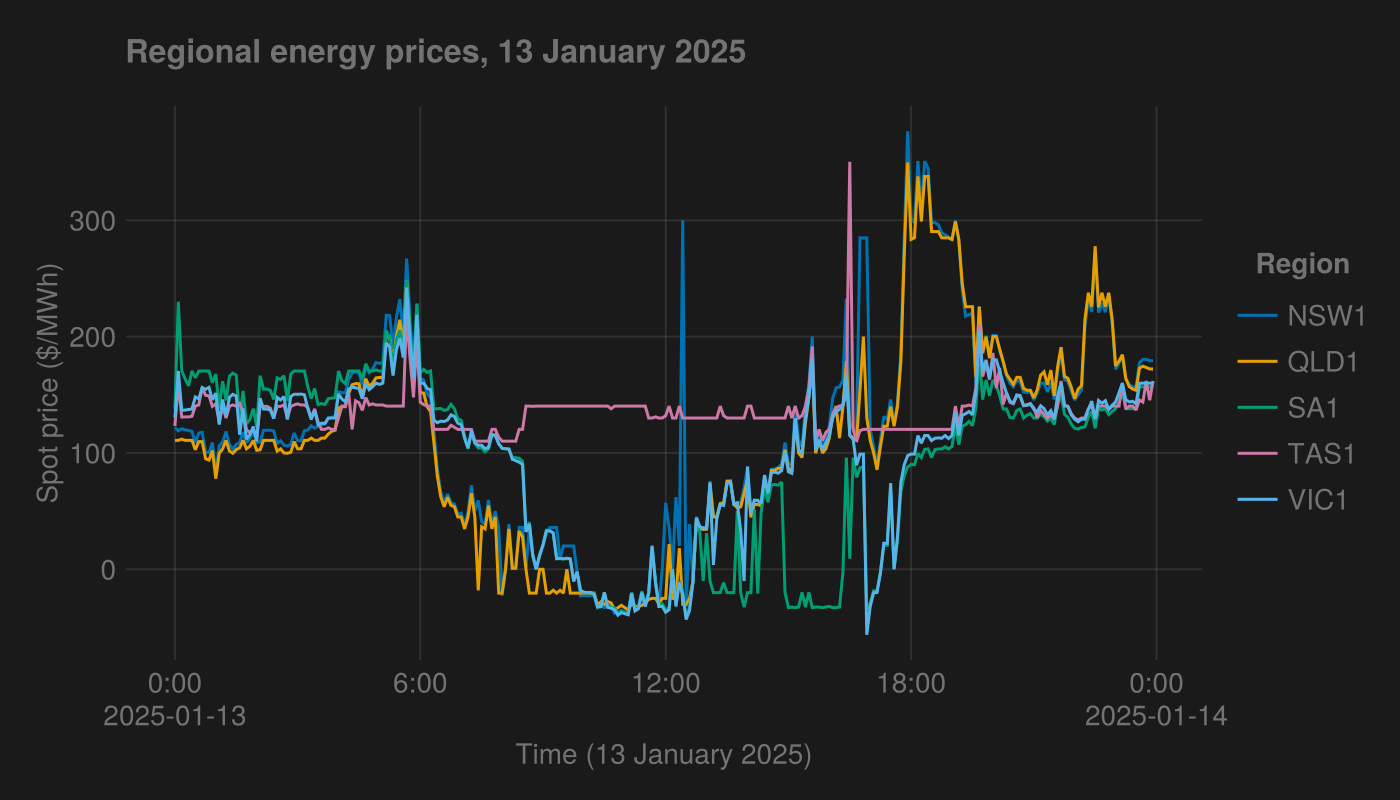 Regional energy prices, 13 January 2025
Spot price ($/MWh)
300
200
100
0
0:00
2025-01-13
6:00
12:00
18:00
0:00
2025-01-14
Time (13 January 2025)
Region
NSW1
QLD1
SA1
TAS1
VIC1